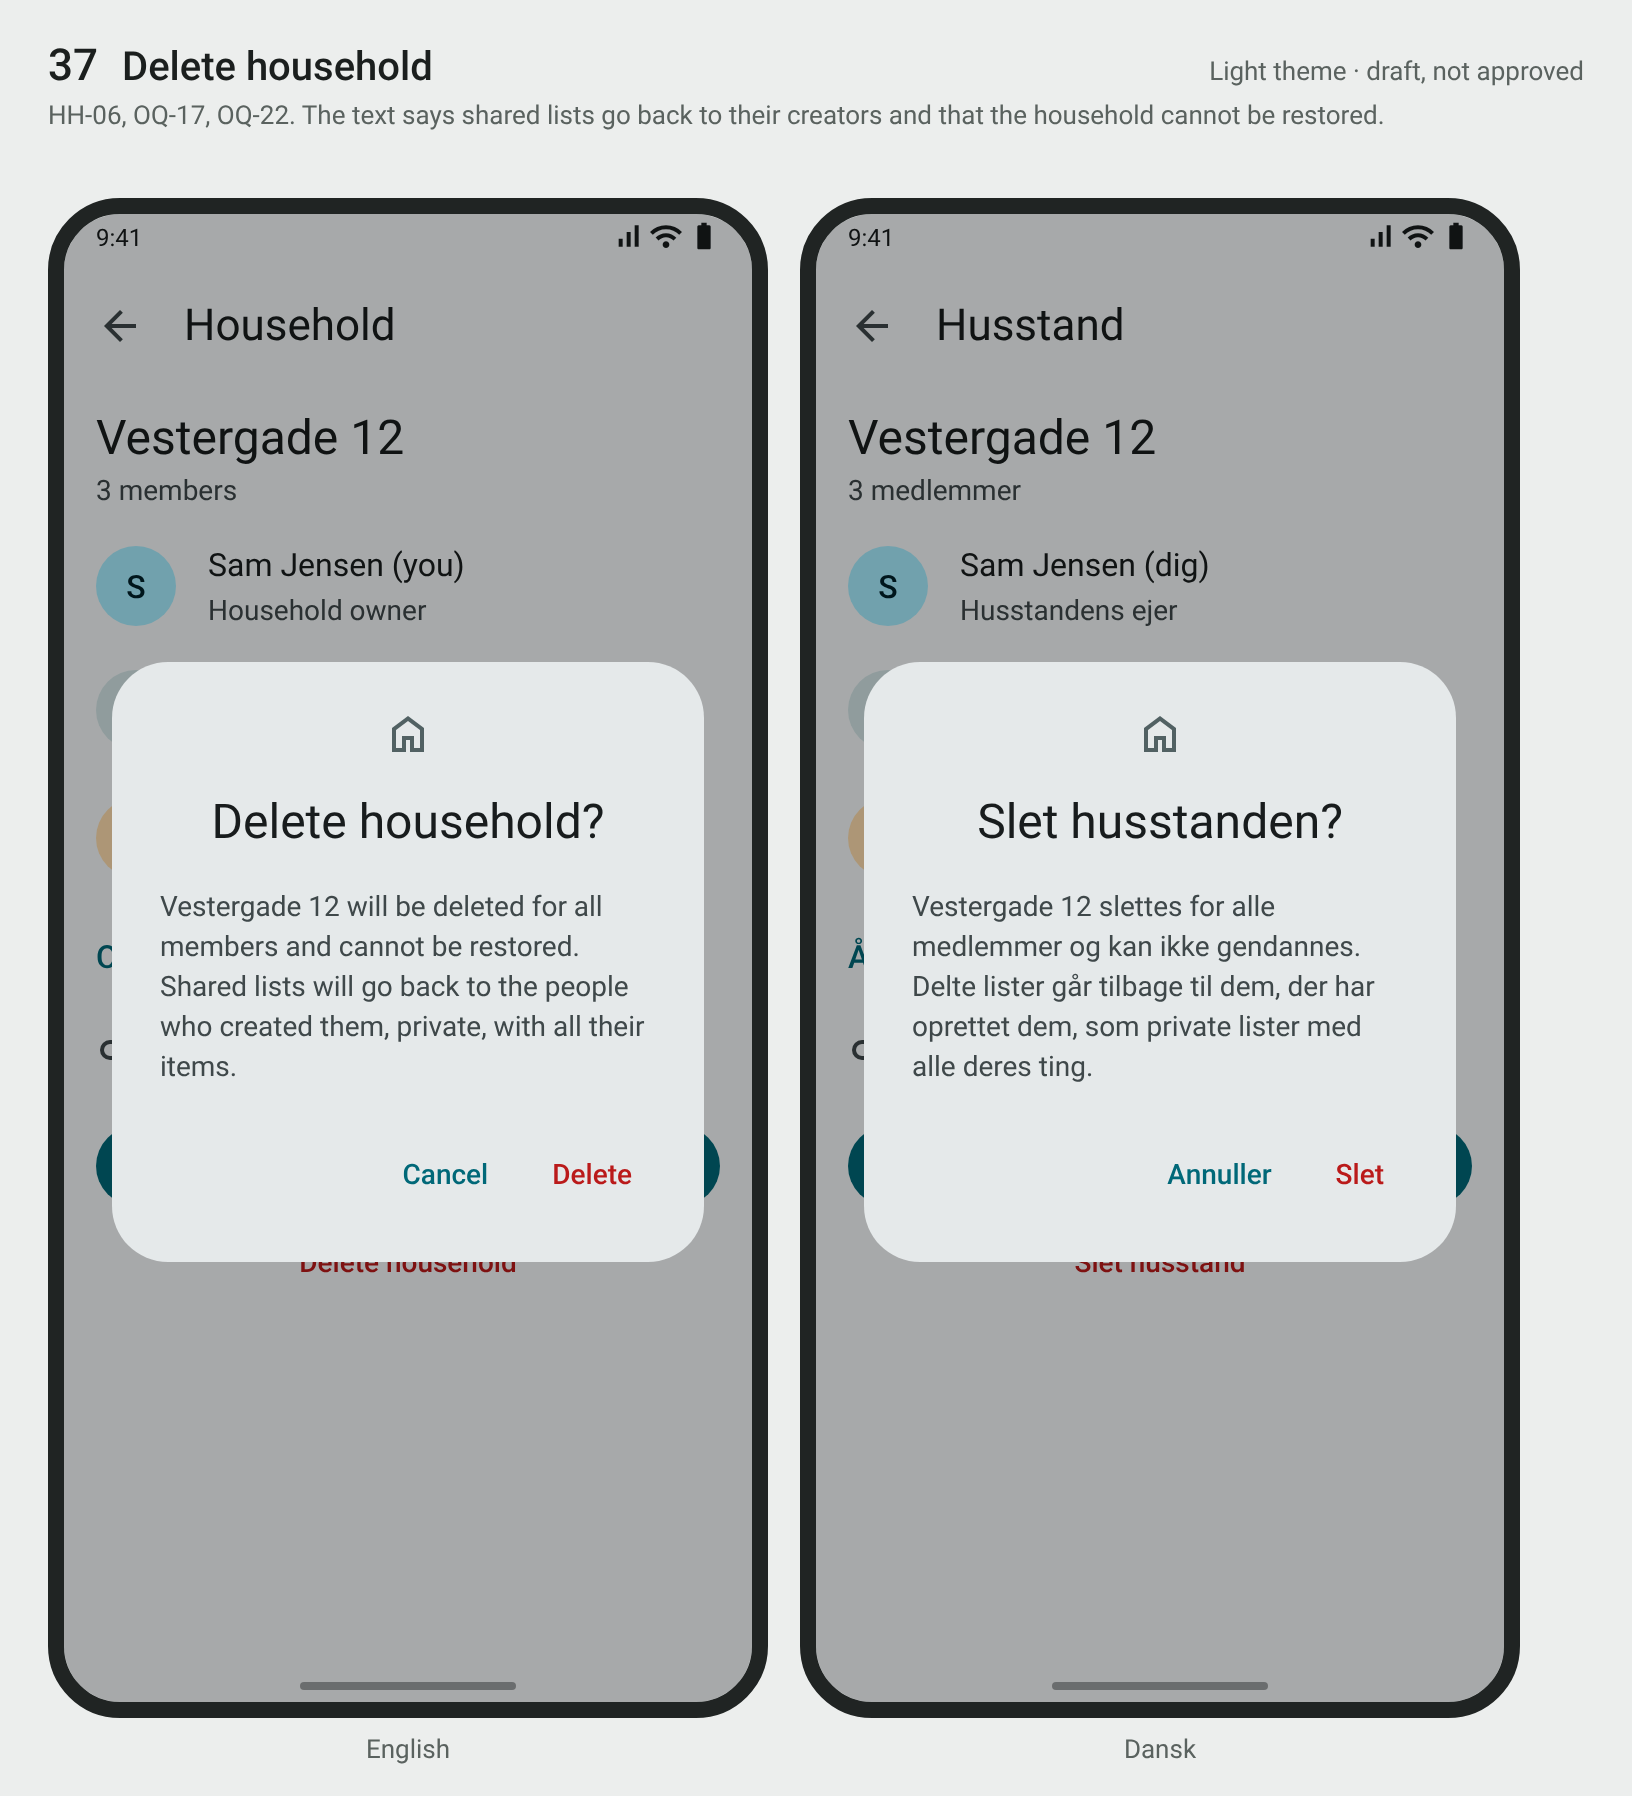 37 Delete household
Light theme · draft, not approved
HH-06, OQ-17, OQ-22. The text says shared lists go back to their creators and that the household cannot be restored.
9:41
Household
Vestergade 12
3 members
S
Sam Jensen (you)
Household owner
Delete household?
Vestergade 12 will be deleted for all
members and cannot be restored.
Shared lists will go back to the people
who created them, private, with all their
items.
Cancel Delete
Delete household
English
9:41
Husstand
Vestergade 12
3 medlemmer
S
Sam Jensen (dig)
Husstandens ejer
Slet husstanden?
Vestergade 12 slettes for alle
medlemmer og kan ikke gendannes.
Delte lister går tilbage til dem, der har
oprettet dem, som private lister med
alle deres ting.
Annuller Slet
Slet husstand
Dansk